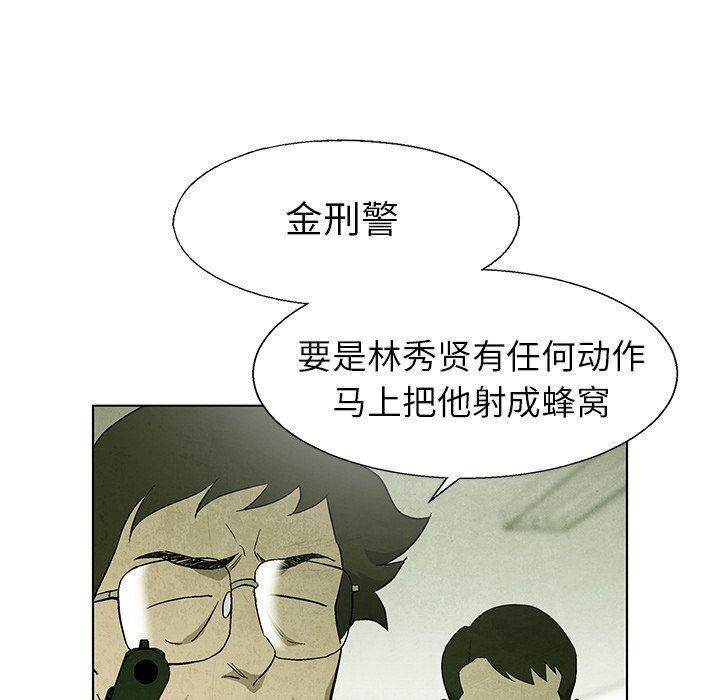 金刑警
要是林秀贤有任何动作
马上把他射成蜂窝